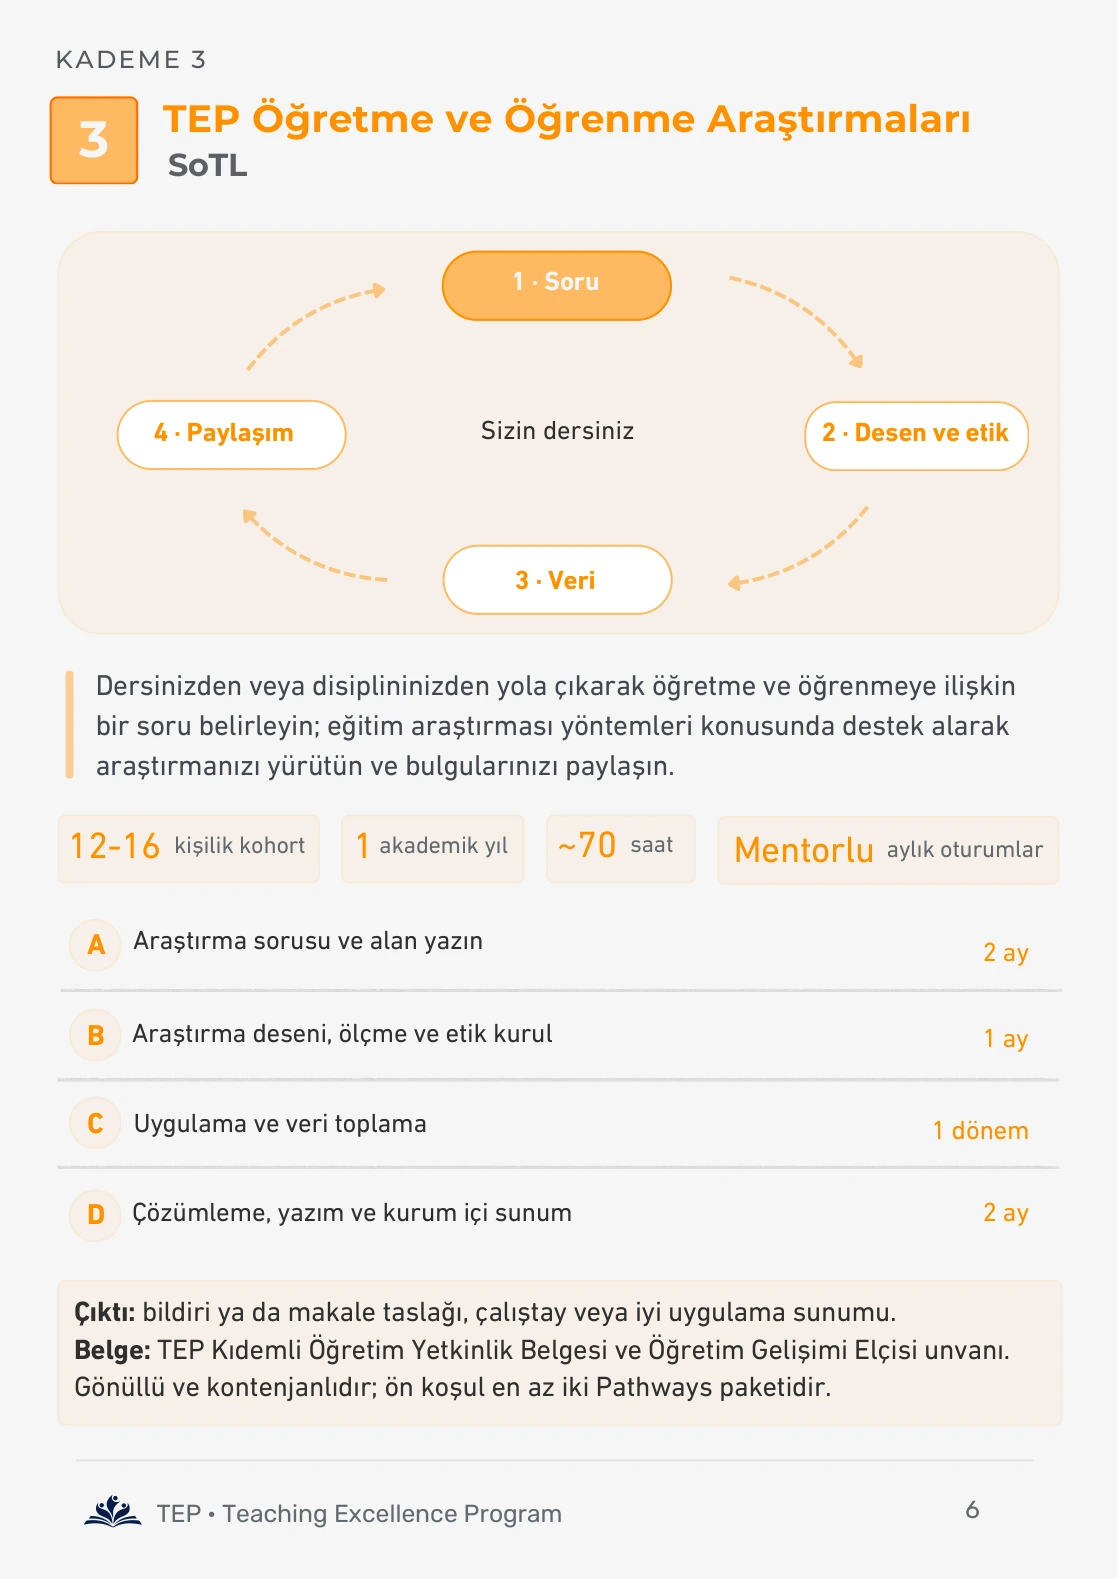 KADEME 3
3
TEP Öğretme ve Öğrenme Araştırmaları
SoTL
1 · Soru
4 · Paylaşım
Sizin dersiniz
2 · Desen ve etik
3 · Veri
Dersinizden veya disiplininizden yola çıkarak öğretme ve öğrenmeye ilişkin
bir soru belirleyin; eğitim araştırması yöntemleri konusunda destek alarak
araştırmanızı yürütün ve bulgularınızı paylaşın.
12-16 kişilik kohort
1 akademik yıl
~70 saat
Mentorlu aylık oturumlar
A Araştırma sorusu ve alan yazın 2 ay
B Araştırma deseni, ölçme ve etik kurul 1 ay
C Uygulama ve veri toplama 1 dönem
D Çözümleme, yazım ve kurum içi sunum 2 ay
Çıktı: bildiri ya da makale taslağı, çalıştay veya iyi uygulama sunumu.
Belge: TEP Kıdemli Öğretim Yetkinlik Belgesi ve Öğretim Gelişimi Elçisi unvanı.
Gönüllü ve kontenjanlıdır; ön koşul en az iki Pathways paketidir.
TEP • Teaching Excellence Program
6